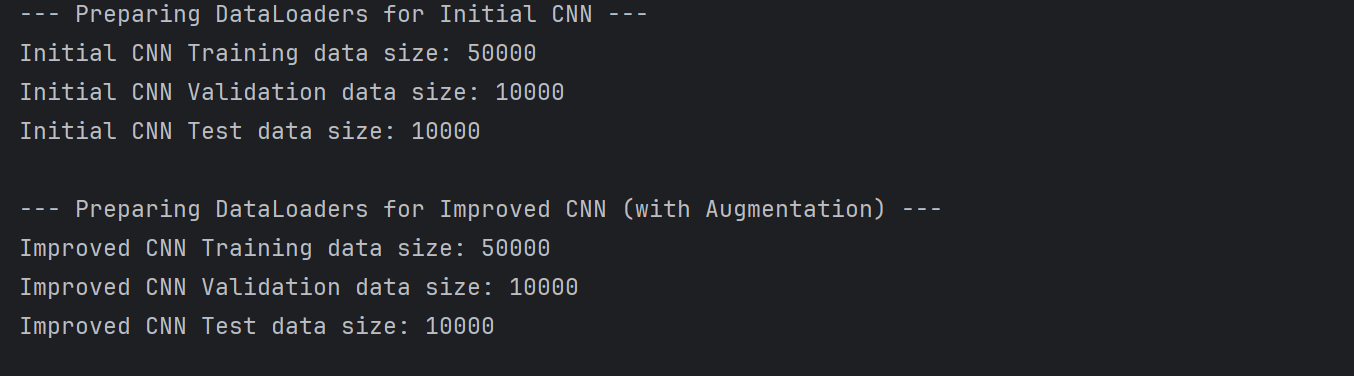 --- Preparing DataLoaders for Initial CNN ---
Initial CNN Training data size: 50000
Initial CNN Validation data size: 10000
Initial CNN Test data size: 10000
--- Preparing DataLoaders for Improved CNN (with Augmentation) ---
Improved CNN Training data size: 50000
Improved CNN Validation data size: 10000
Improved CNN Test data size: 10000